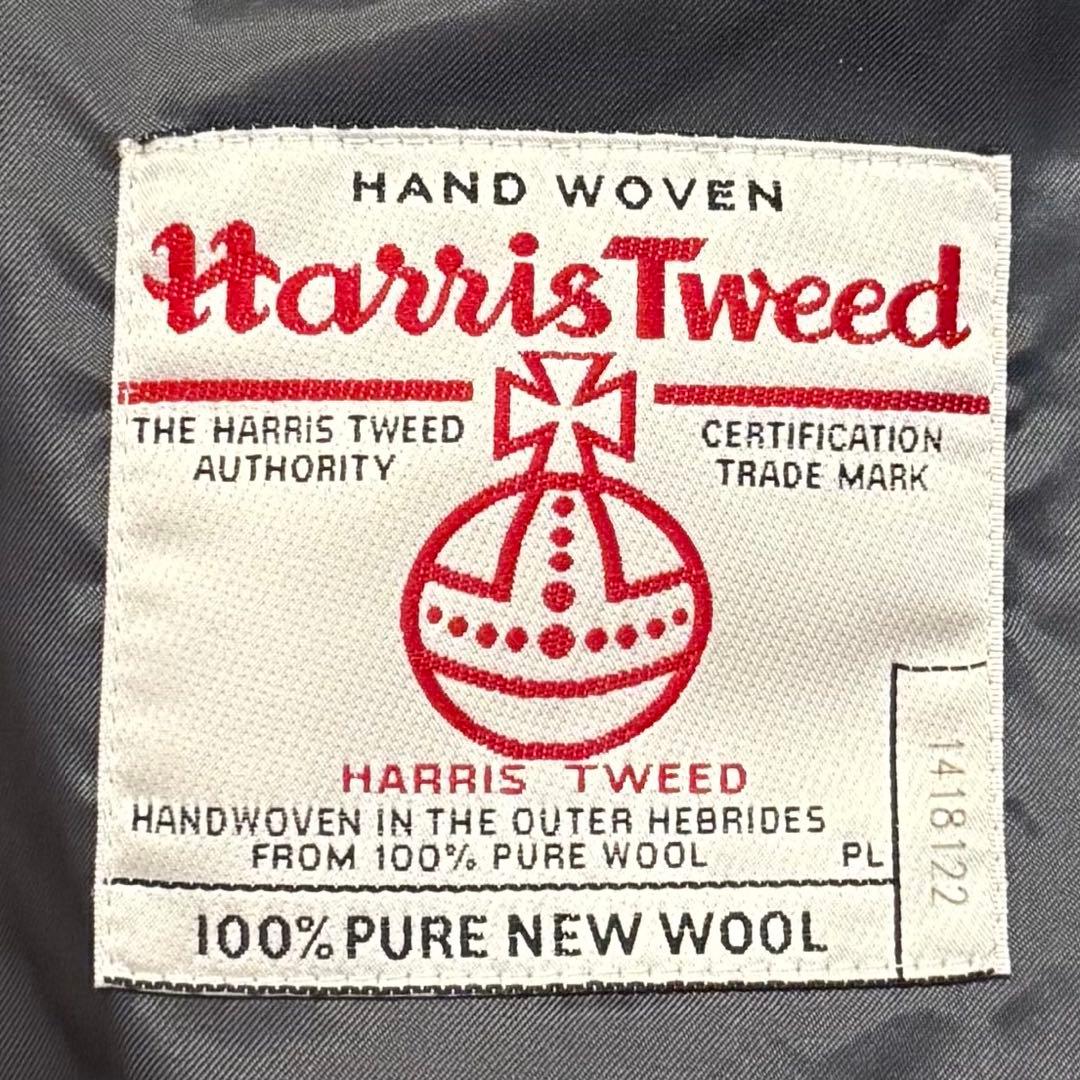 HAND WOVEN
Harris Tweed
THE HARRIS TWEED
AUTHORITY
CERTIFICATION
TRADE MARK
HARRIS TWEED
HANDWOVEN IN THE OUTER HEBRIDES
FROM 100% PURE WOOL
PL
1418122
100% PURE NEW WOOL